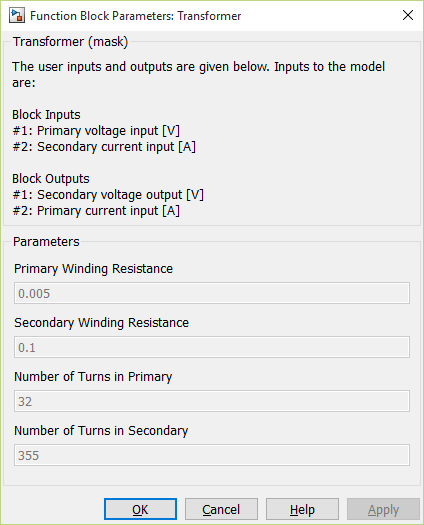 Function Block Parameters: Transformer
Transformer (mask)
The user inputs and outputs are given below. Inputs to the model
are:
Block Inputs
#1: Primary voltage input [V]
#2: Secondary current input [A]
Block Outputs
#1: Secondary voltage output [V]
#2: Primary current input [A]
Parameters
Primary Winding Resistance
0.005
Secondary Winding Resistance
0.1
Number of Turns in Primary
32
Number of Turns in Secondary
355
OK Cancel Help Apply